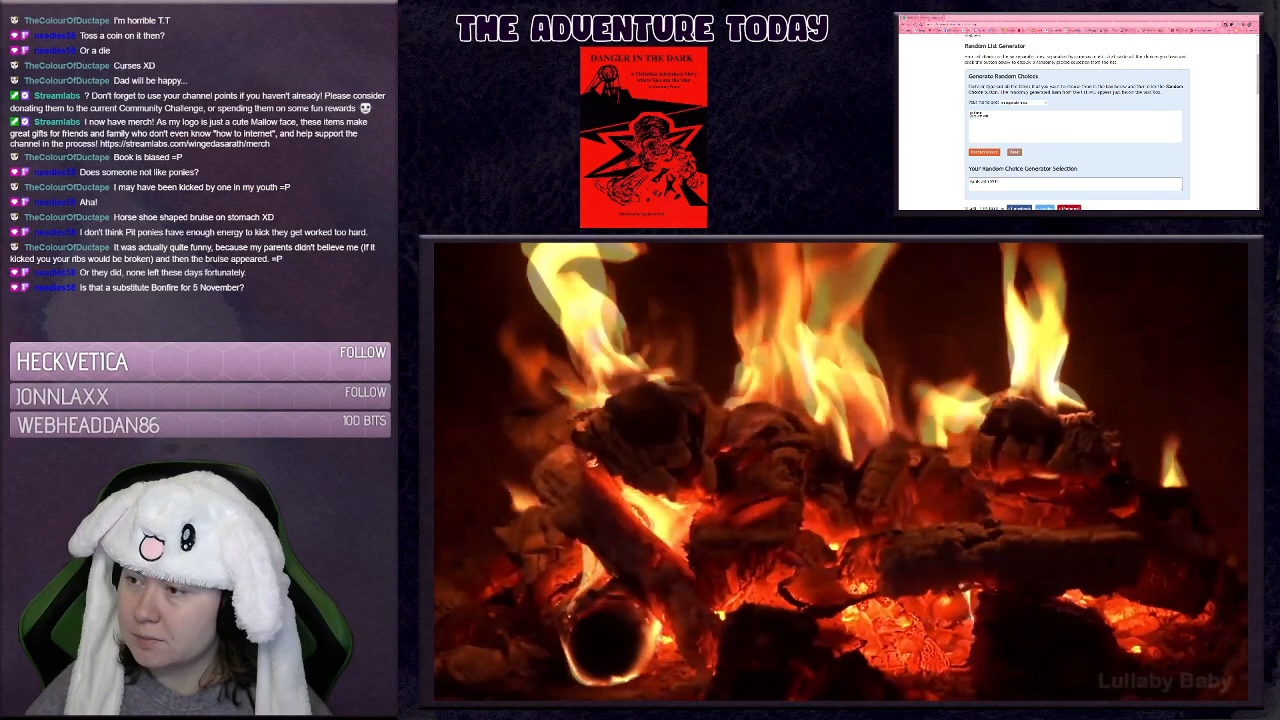 TheColourOfDuctape I'm horrible T.T
needles58 Toss a coin on it then?
needles58 Or a die
TheColourOfDuctape Curses XD
TheColourOfDuctape Dad will be happy...
Streamlabs ? Don't forget to use your channel points if you haven't already! Please consider
donating them to the current Community Challenge, or spending them on some fun rewards
Streamlabs I now have merch! As my logo is just a cute Mallow face, these items make
great gifts for friends and family who don't even know "how to internet", and help support the
channel in the process! https://streamlabs.com/wingedasarath/merch
TheColourOfDuctape Book is biased =P
needles58 Does someone not like ponies?
TheColourOfDuctape I may have been kicked by one in my youth =P
needles58 Aha!
TheColourOfDuctape Horse shoe shaped bruise on stomach XD
needles58 I don't think Pit ponies have enough energy to kick they get worked too hard.
TheColourOfDuctape It was actually quite funny, because my parents didn't believe me (If it
kicked you your ribs would be broken) and then the bruise appeared. =P
needles58 Or they did, none left these days fortunately.
needles58 Is that a substitute Bonfire for 5 November?
HECKVETICA FOLLOW
JONNLAXX FOLLOW
WEBHEADDAN86 100 BITS
THE ADVENTURE TODAY
DANGER IN THE DARK
Random List Generator
Generate Random Choices
Your Random Choice Generator Selection
Lullaby Baby